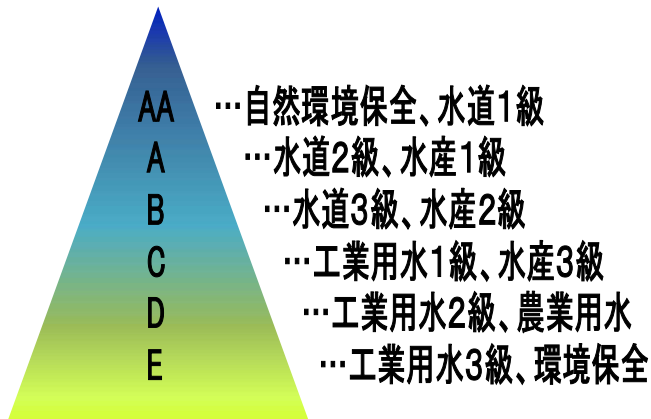 AA …自然環境保全、水道1級
A …水道2級、水産1級
B …水道3級、水産2級
C …工業用水1級、水産3級
D …工業用水2級、農業用水
E …工業用水3級、環境保全